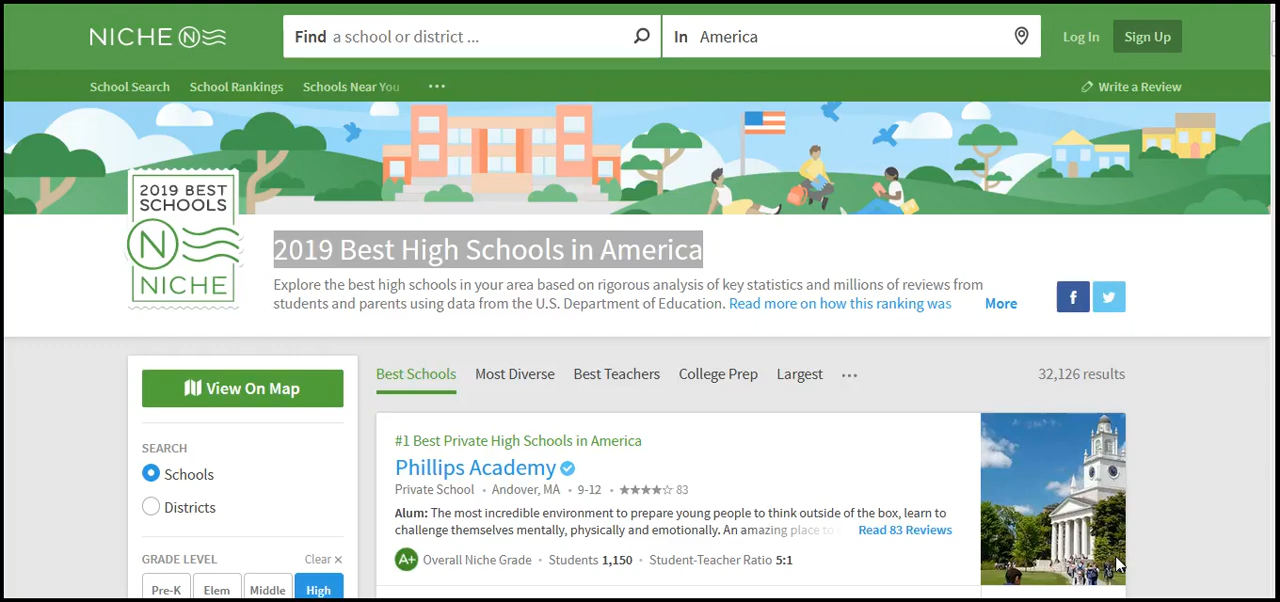 NICHE N
Find a school or district ...
In America
Log In
Sign Up
School Search
School Rankings
Schools Near You
...
Write a Review
2019 BEST
SCHOOLS
N
NICHE
2019 Best High Schools in America
Explore the best high schools in your area based on rigorous analysis of key statistics and millions of reviews from
students and parents using data from the U.S. Department of Education. Read more on how this ranking was
More
f
View On Map
SEARCH
Schools
Districts
GRADE LEVEL
Clear ×
Pre-K
Elem
Middle
High
Best Schools
Most Diverse
Best Teachers
College Prep
Largest
...
32,126 results
#1 Best Private High Schools in America
Phillips Academy
Private School • Andover, MA • 9-12 • ★★★★☆ 83
Alum: The most incredible environment to prepare young people to think outside of the box, learn to
challenge themselves mentally, physically and emotionally. An amazing place to Read 83 Reviews
A+ Overall Niche Grade • Students 1,150 • Student-Teacher Ratio 5:1